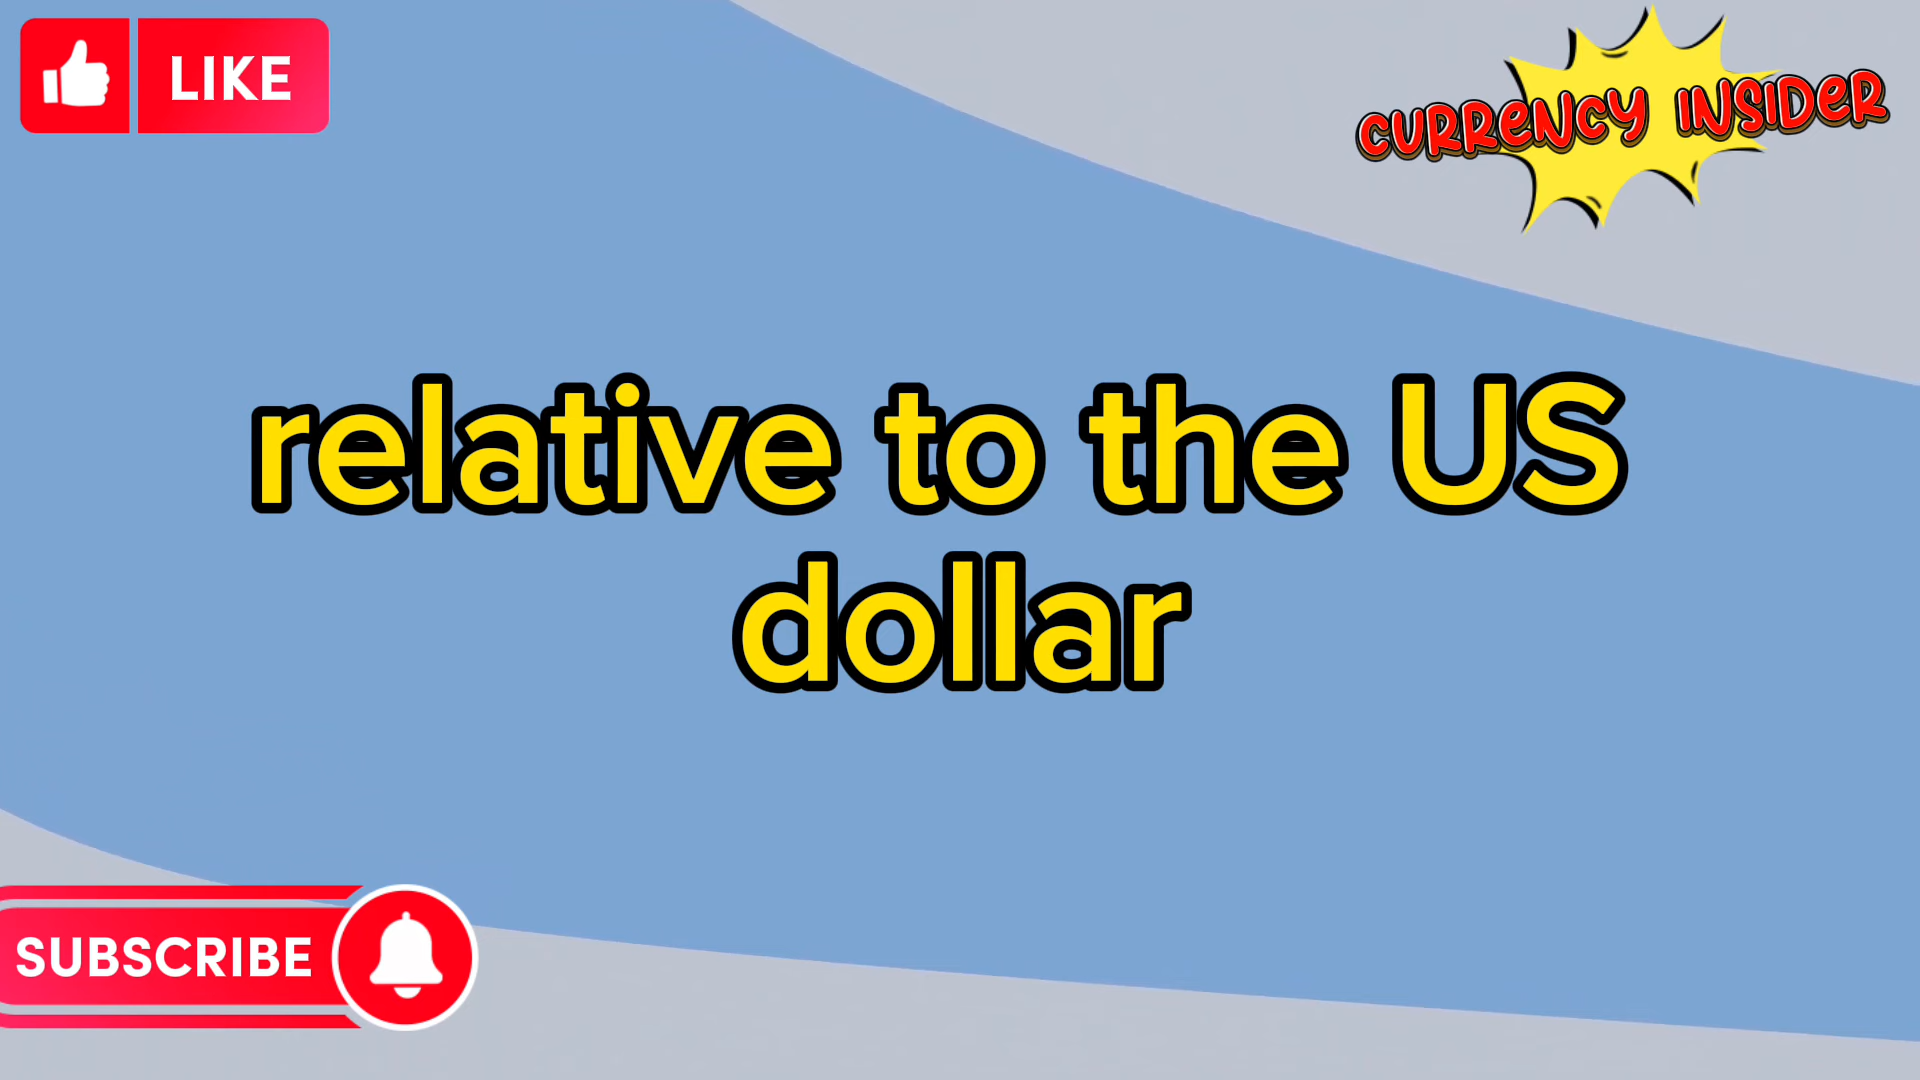 LIKE
CURRENCY INSIDER
relative to the US
dollar
SUBSCRIBE